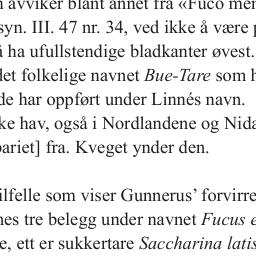 avviker blant annet fra «Fuco mem
syn. III. 47 nr. 34, ved ikke å være p
å ha ufullstendige bladkanter øvest.
det folkelige navnet Bue-Tare som h
de har oppført under Linnés navn.
ke hav, også i Nordlandene og Nida
pariet] fra. Kveget ynder den.
ilfelle som viser Gunnerus’ forvirre
nes tre belegg under navnet Fucus e
e, ett er sukkertare Saccharina latis